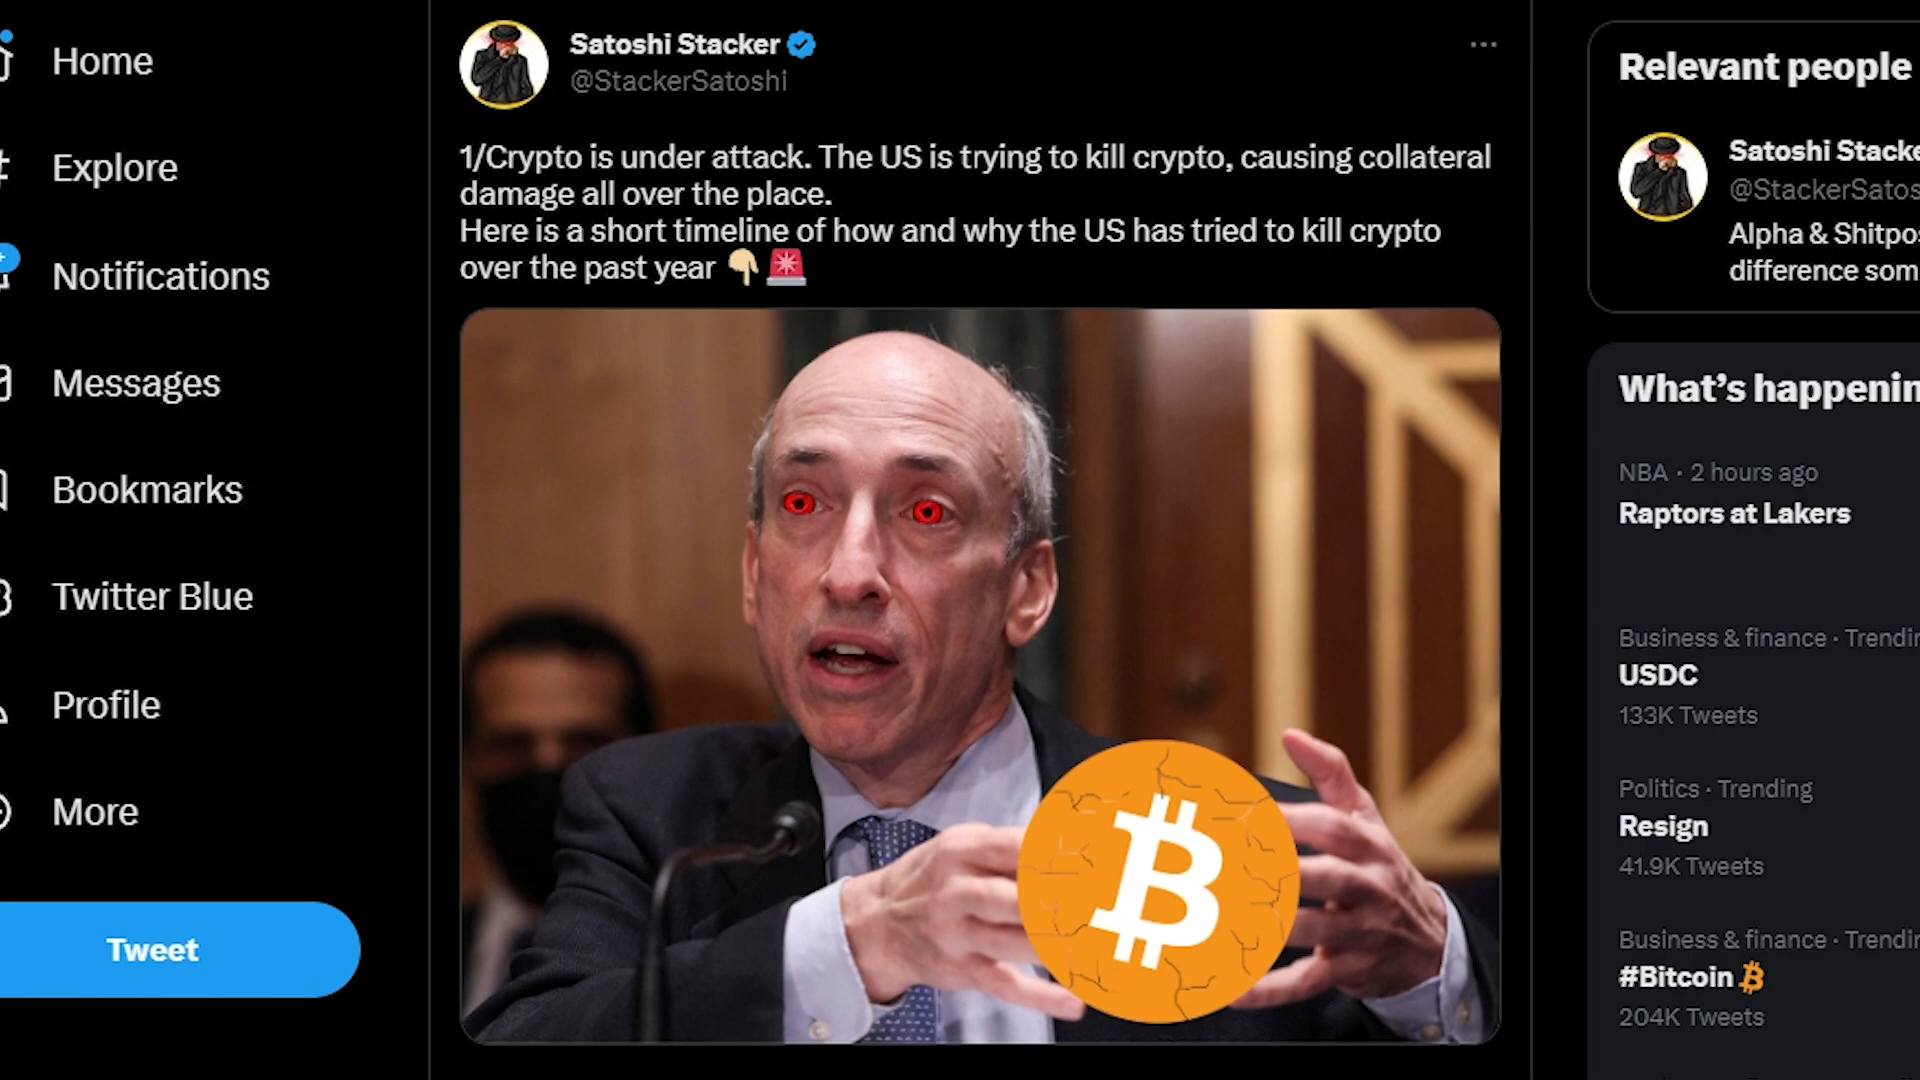 Home
Explore
Notifications
Messages
Bookmarks
Twitter Blue
Profile
More
Tweet
Satoshi Stacker
@StackerSatoshi
1/Crypto is under attack. The US is trying to kill crypto, causing collateral
damage all over the place.
Here is a short timeline of how and why the US has tried to kill crypto
over the past year 👇🏼🚨
Relevant people
Satoshi Stacke
@StackerSatos
Alpha & Shitpos
difference som
What's happenin
NBA · 2 hours ago
Raptors at Lakers
Business & finance · Trendin
USDC
133K Tweets
Politics · Trending
Resign
41.9K Tweets
Business & finance · Trendin
#Bitcoin
204K Tweets